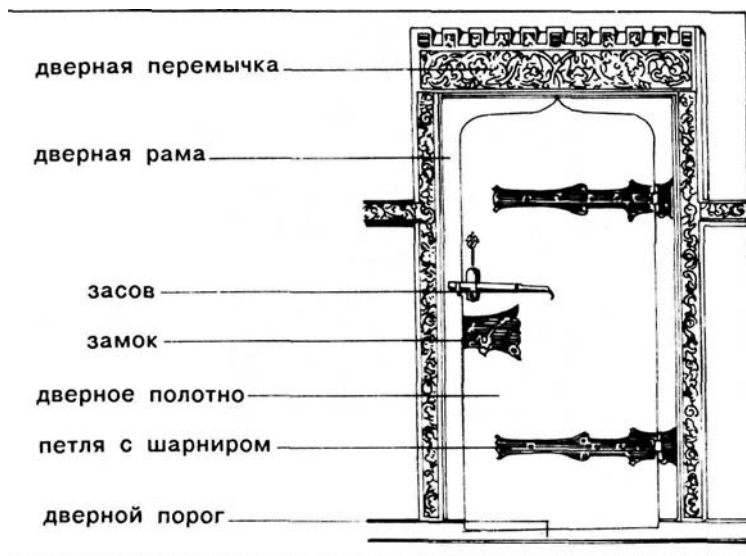 дверная перемычка
дверная рама
засов
замок
дверное полотно
петля с шарниром
дверной порог